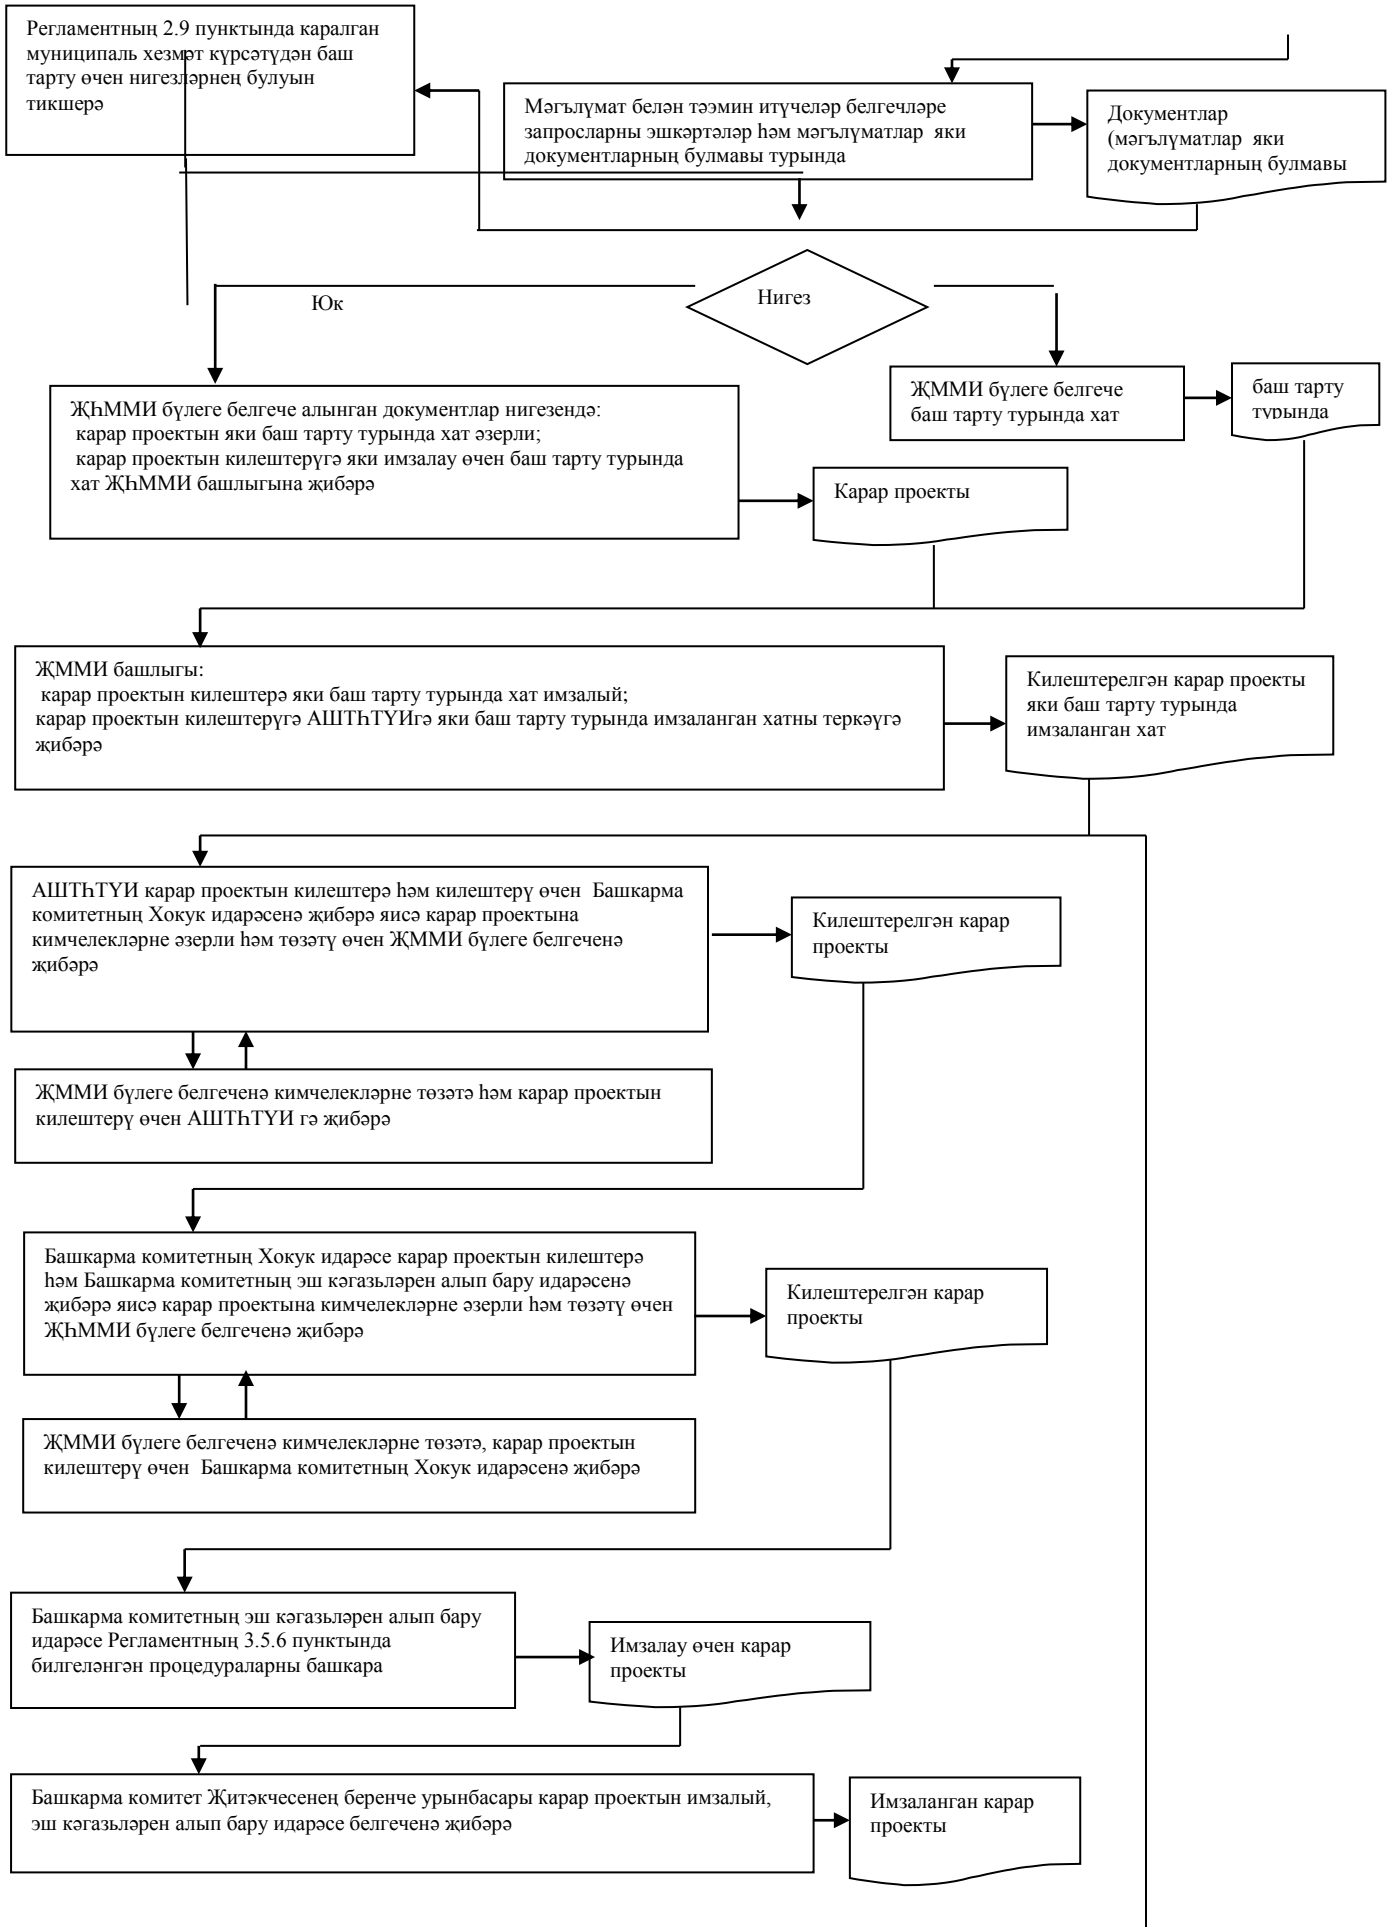 Регламентның 2.9 пунктында каралган
муниципаль хезмәт күрсәтүдән баш
тарту өчен нигезләрнең булуын
тикшерә
Мәгълүмат белән тәэмин итүчеләр белгечләре
запросларны эшкәртәләр һәм мәгълүматлар яки
документларның булмавы турында
Документлар
(мәгълүматлар яки
документларның булмавы
Нигез
Юк
ҖҺММИ бүлеге белгече алынган документлар нигезендә:
карар проектын яки баш тарту турында хат әзерли;
карар проектын килештерүгә яки имзалау өчен баш тарту турында
хат ҖҺММИ башлыгына җибәрә
ҖММИ бүлеге белгече
баш тарту турында хат
баш тарту
турында
Карар проекты
ҖММИ башлыгы:
карар проектын килештерә яки баш тарту турында хат имзалый;
карар проектын килештерүгә АШТҺТҮИгә яки баш тарту турында имзаланган хатны теркәүгә
җибәрә
Килештерелгән карар проекты
яки баш тарту турында
имзаланган хат
АШТҺТҮИ карар проектын килештерә һәм килештерү өчен Башкарма
комитетның Хокук идарәсенә җибәрә яисә карар проектына
кимчелекләрне әзерли һәм төзәтү өчен ҖММИ бүлеге белгеченә
җибәрә
Килештерелгән карар
проекты
ҖММИ бүлеге белгеченә кимчелекләрне төзәтә һәм карар проектын
килештерү өчен АШТҺТҮИ гә җибәрә
Башкарма комитетның Хокук идарәсе карар проектын килештерә
һәм Башкарма комитетның эш кәгазьләрен алып бару идарәсенә
җибәрә яисә карар проектына кимчелекләрне әзерли һәм төзәтү өчен
ҖҺММИ бүлеге белгеченә җибәрә
Килештерелгән карар
проекты
ҖММИ бүлеге белгеченә кимчелекләрне төзәтә, карар проектын
килештерү өчен Башкарма комитетның Хокук идарәсенә җибәрә
Башкарма комитетның эш кәгазьләрен алып бару
идарәсе Регламентның 3.5.6 пунктында
билгеләнгән процедураларны башкара
Имзалау өчен карар
проекты
Башкарма комитет Җитәкчесенең беренче урынбасары карар проектын имзалый,
эш кәгазьләрен алып бару идарәсе белгеченә җибәрә
Имзаланган карар
проекты